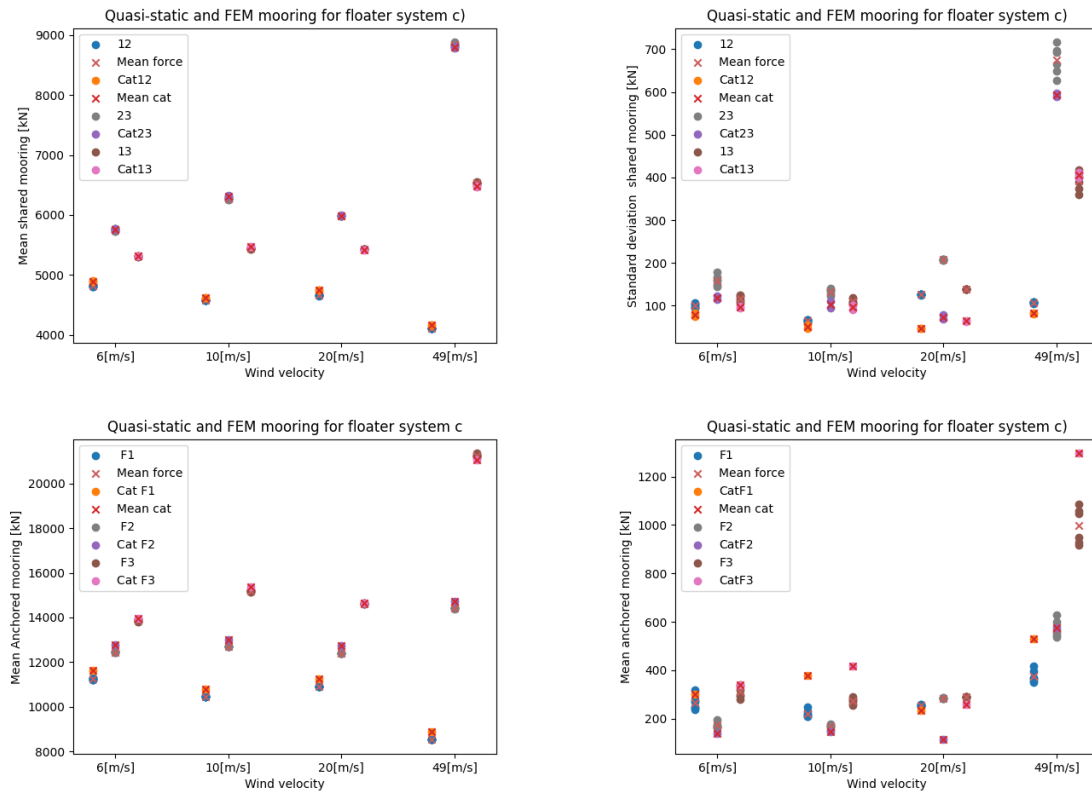 Quasi-static and FEM mooring for floater system c)
Mean shared mooring [kN]
9000
8000
7000
6000
5000
4000
12
Mean force
Cat12
Mean cat
23
Cat23
13
Cat13
6[m/s] 10[m/s] 20[m/s] 49[m/s]
Wind velocity
Quasi-static and FEM mooring for floater system c)
Standard deviation shared mooring [kN]
700
600
500
400
300
200
100
12
Mean force
Cat12
Mean cat
23
Cat23
13
Cat13
6[m/s] 10[m/s] 20[m/s] 49[m/s]
Wind velocity
Quasi-static and FEM mooring for floater system c
Mean Anchored mooring [kN]
20000
18000
16000
14000
12000
10000
8000
F1
Mean force
Cat F1
Mean cat
F2
Cat F2
F3
Cat F3
6[m/s] 10[m/s] 20[m/s] 49[m/s]
Wind velocity
Quasi-static and FEM mooring for floater system c)
Mean anchored mooring [kN]
1200
1000
800
600
400
200
F1
Mean force
CatF1
Mean cat
F2
CatF2
F3
CatF3
6[m/s] 10[m/s] 20[m/s] 49[m/s]
Wind velocity